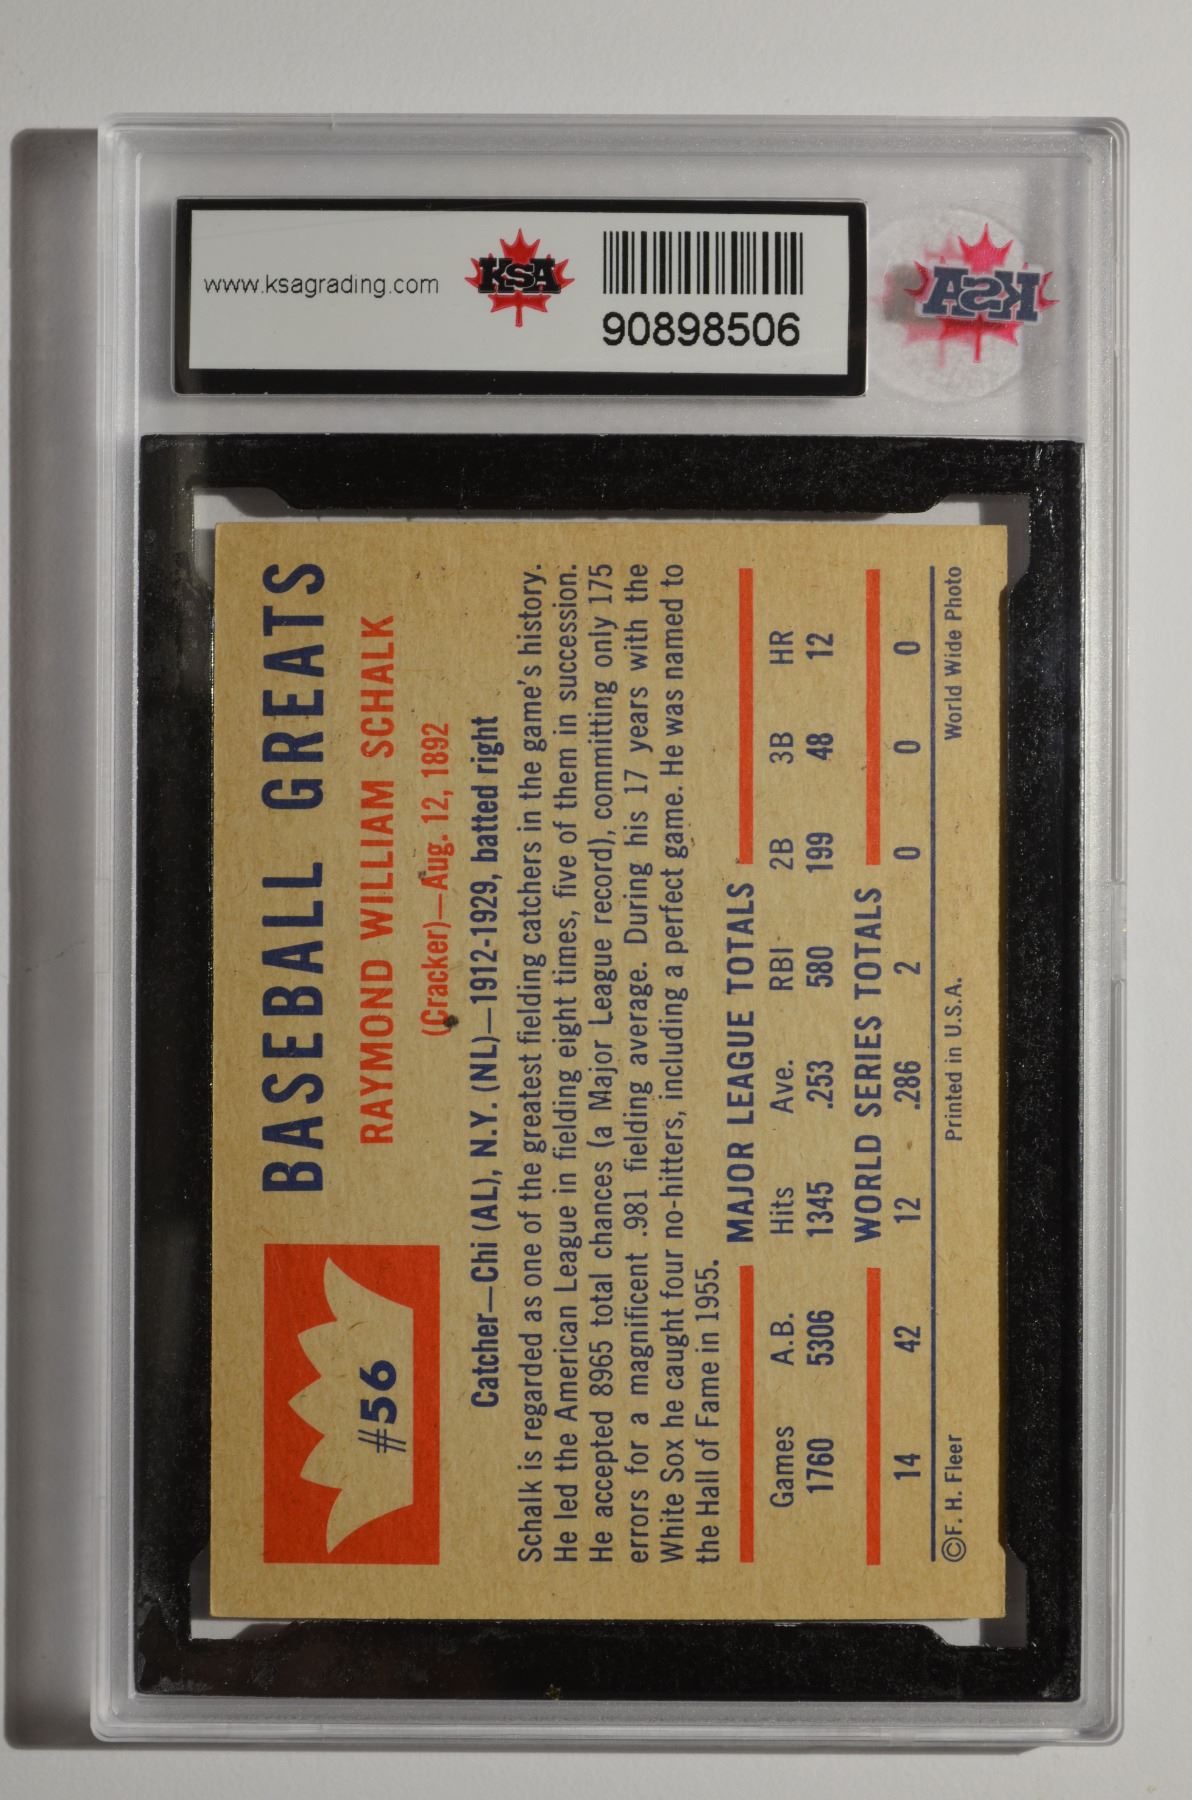 www.ksagrading.com
KSA
90898506
KSA
#56
BASEBALL GREATS
RAYMOND WILLIAM SCHALK
(Cracker)—Aug. 12, 1892
Catcher—Chi (AL), N.Y. (NL)—1912-1929, batted right
Schalk is regarded as one of the greatest fielding catchers in the game's history.
He led the American League in fielding eight times, five of them in succession.
He accepted 8965 total chances (a Major League record), committing only 175
errors for a magnificent .981 fielding average. During his 17 years with the
White Sox he caught four no-hitters, including a perfect game. He was named to
the Hall of Fame in 1955.
MAJOR LEAGUE TOTALS
Games A.B. Hits Ave. RBI 2B 3B HR
1760 5306 1345 .253 580 199 48 12
WORLD SERIES TOTALS
14 42 12 .286 2 0 0 0
©F. H. Fleer Printed in U.S.A. World Wide Photo